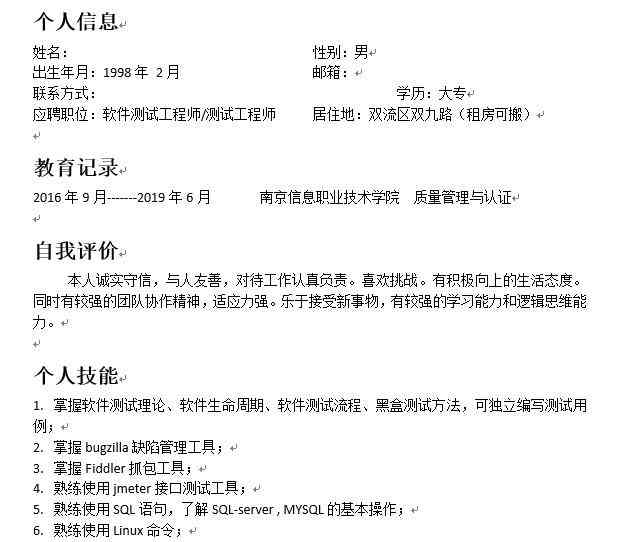 个人信息
姓名： 性别：男
出生年月：1998 年 2 月 邮箱：
联系方式： 学历：大专
应聘职位：软件测试工程师/测试工程师 居住地：双流区双九路（租房可搬）
教育记录
2016 年 9 月-------2019 年 6 月 南京信息职业技术学院 质量管理与认证
自我评价
本人诚实守信，与人友善，对待工作认真负责。喜欢挑战。有积极向上的生活态度。
同时有较强的团队协作精神，适应力强。乐于接受新事物，有较强的学习能力和逻辑思维能
力。
个人技能
1. 掌握软件测试理论、软件生命周期、软件测试流程、黑盒测试方法，可独立编写测试用
例；
2. 掌握 bugzilla 缺陷管理工具；
3. 掌握 Fiddler 抓包工具；
4. 熟练使用 jmeter 接口测试工具；
5. 熟练使用 SQL 语句，了解 SQL-server , MYSQL 的基本操作；
6. 熟练使用 Linux 命令；